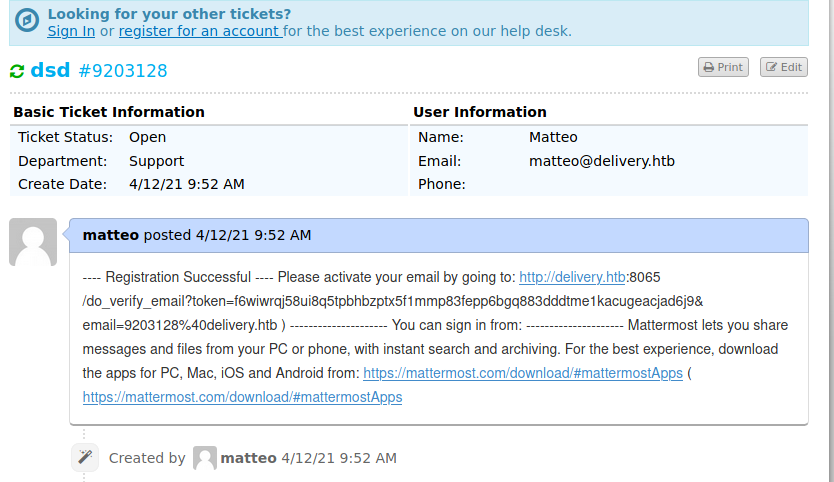 Looking for your other tickets?
Sign In or register for an account for the best experience on our help desk.
dsd #9203128
Print
Edit
Basic Ticket Information
User Information
Ticket Status: Open
Name: Matteo
Department: Support
Email: matteo@delivery.htb
Create Date: 4/12/21 9:52 AM
Phone:
matteo posted 4/12/21 9:52 AM
---- Registration Successful ---- Please activate your email by going to: http://delivery.htb:8065
/do_verify_email?token=f6wiwrqj58ui8q5tpbhbzptx5f1mmp83fepp6bgq883dddtme1kacugeacjad6j9&
email=9203128%40delivery.htb ) --------------------- You can sign in from: --------------------- Mattermost lets you share
messages and files from your PC or phone, with instant search and archiving. For the best experience, download
the apps for PC, Mac, iOS and Android from: https://mattermost.com/download/#mattermostApps (
https://mattermost.com/download/#mattermostApps
Created by matteo 4/12/21 9:52 AM